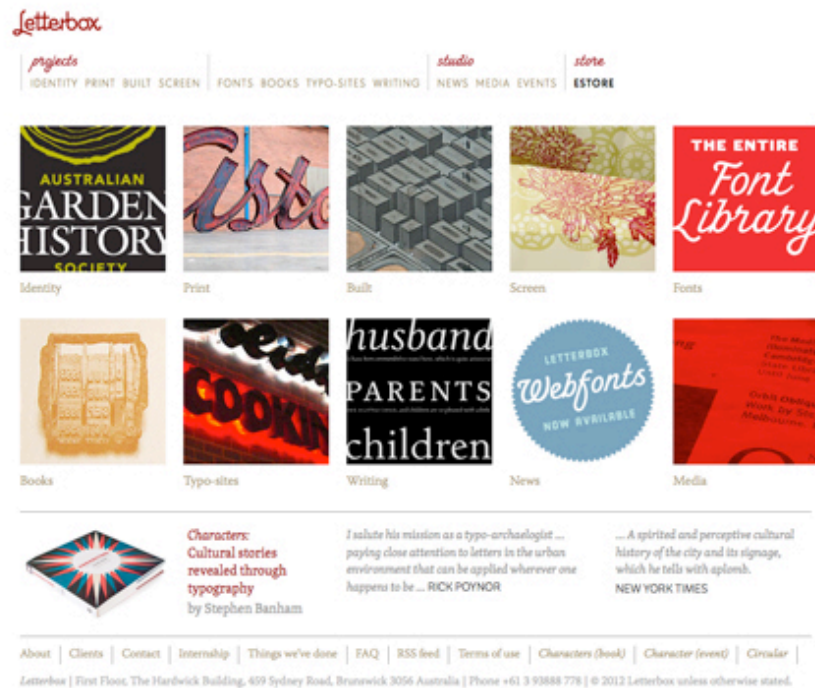 Letterbox
projects studio store
IDENTITY PRINT BUILT SCREEN FONTS BOOKS TYPO-SITES WRITING NEWS MEDIA EVENTS ESTORE
AUSTRALIAN
GARDEN
HISTORY
SOCIETY
THE ENTIRE
Font
Library
Identity Print Built Screen Fonts
COOKIN
husband
PARENTS
children
LETTERBOX
Webfonts
NOW AVAILABLE
Books Typo-sites Writing News Media
Characters:
Cultural stories
revealed through
typography
by Stephen Banham
I salute his mission as a typo-archaelogist ...
paying close attention to letters in the urban
environment that can be applied wherever one
happens to be ... RICK POYNOR
... A spirited and perceptive cultural
history of the city and its signage,
which he tells with aplomb.
NEW YORK TIMES
About | Clients | Contact | Internship | Things we've done | FAQ | RSS feed | Terms of use | Characters (book) | Character (event) | Circular |
Letterbox | First Floor, The Hardwick Building, 459 Sydney Road, Brunswick 3056 Australia | Phone +61 3 93888 778 | © 2012 Letterbox unless otherwise stated.